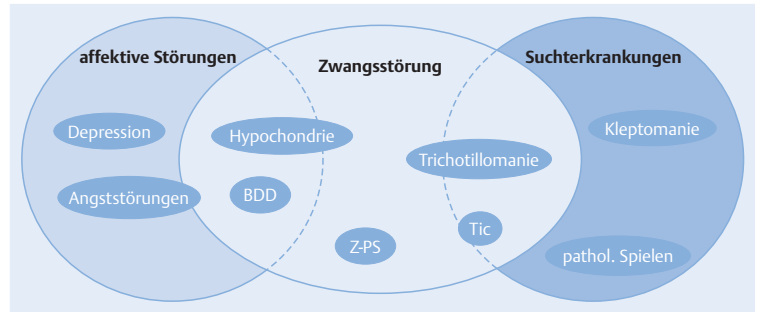 affektive Störungen
Zwangsstörung
Suchterkrankungen
Depression
Hypochondrie
Kleptomanie
Trichotillomanie
Angststörungen
BDD
Tic
Z-PS
pathol. Spielen